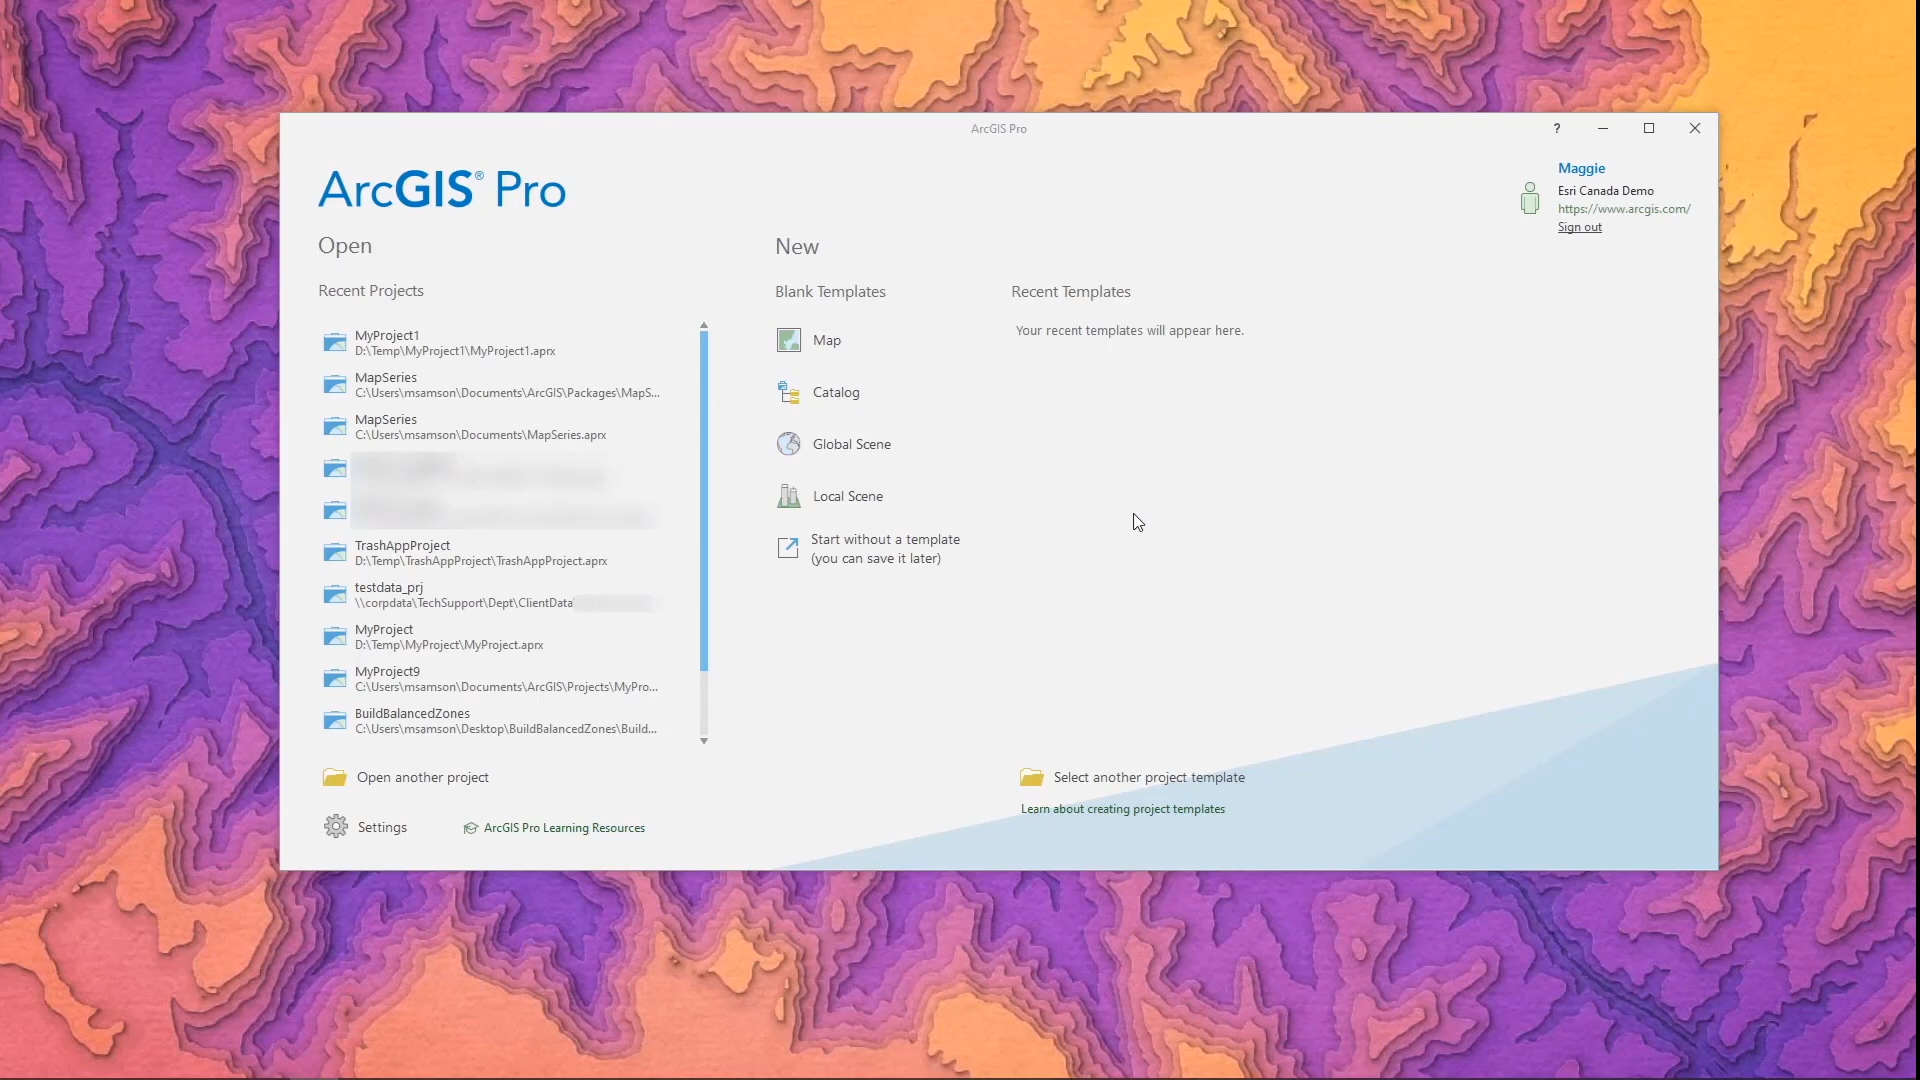 ArcGIS Pro
?
ArcGIS® Pro
Maggie
Esri Canada Demo
https://www.arcgis.com/
Sign out
Open
Recent Projects
MyProject1
D:\Temp\MyProject1\MyProject1.aprx
MapSeries
C:\Users\msamson\Documents\ArcGIS\Packages\MapS...
MapSeries
C:\Users\msamson\Documents\MapSeries.aprx
TrashAppProject
D:\Temp\TrashAppProject\TrashAppProject.aprx
testdata_prj
\\corpdata\TechSupport\Dept\ClientData
MyProject
D:\Temp\MyProject\MyProject.aprx
MyProject9
C:\Users\msamson\Documents\ArcGIS\Projects\MyPro...
BuildBalancedZones
C:\Users\msamson\Desktop\BuildBalancedZones\Build...
Open another project
Settings
ArcGIS Pro Learning Resources
New
Blank Templates
Map
Catalog
Global Scene
Local Scene
Start without a template
(you can save it later)
Recent Templates
Your recent templates will appear here.
Select another project template
Learn about creating project templates